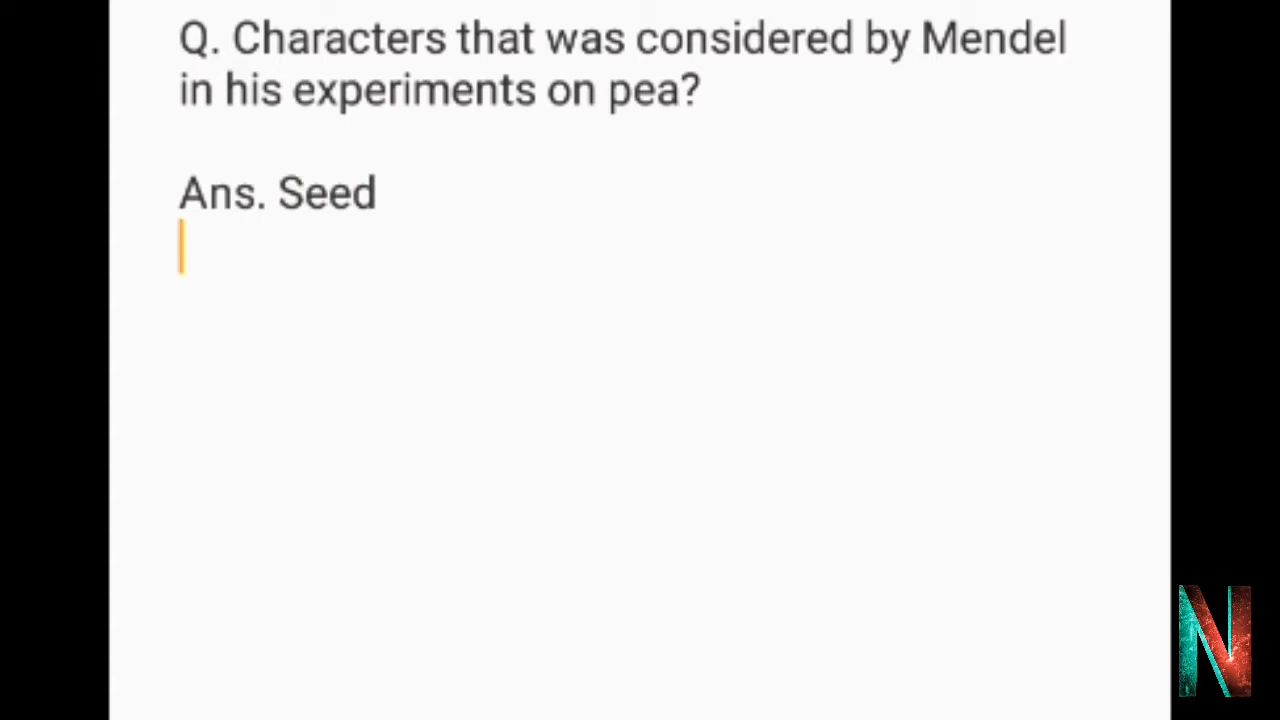 Q. Characters that was considered by Mendel
in his experiments on pea?
Ans. Seed
N